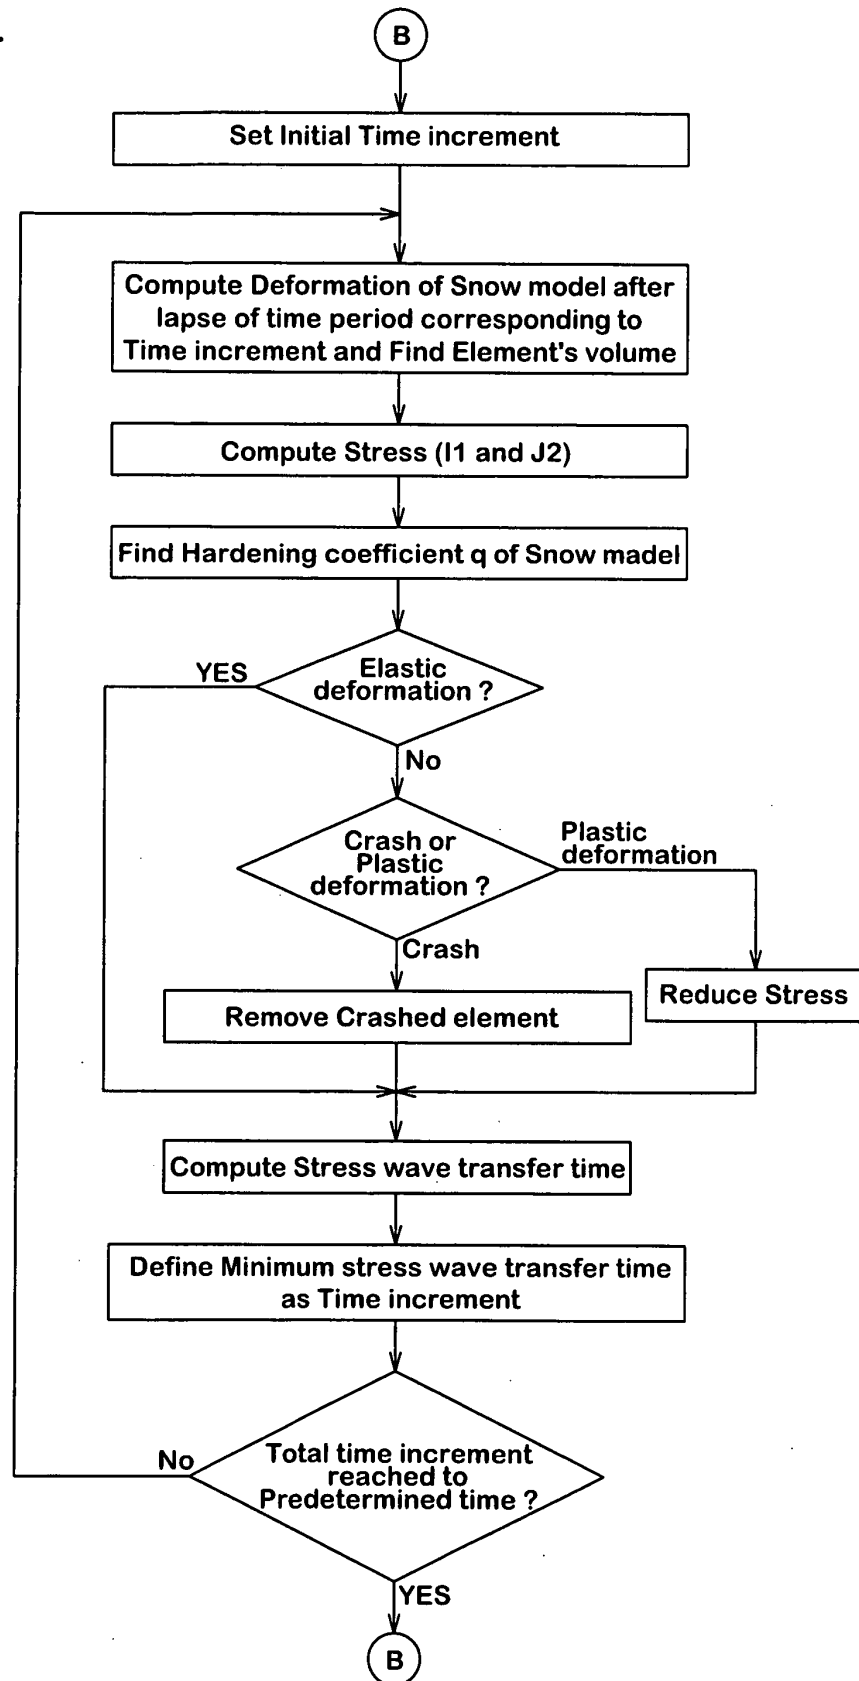 B
Set Initial Time increment
Compute Deformation of Snow model after
lapse of time period corresponding to
Time increment and Find Element's volume
Compute Stress (I1 and J2)
Find Hardening coefficient q of Snow madel
YES
Elastic
deformation ?
No
Crash or
Plastic
deformation ?
Plastic
deformation
Crash
Remove Crashed element
Reduce Stress
Compute Stress wave transfer time
Define Minimum stress wave transfer time
as Time increment
No
Total time increment
reached to
Predetermined time ?
YES
B